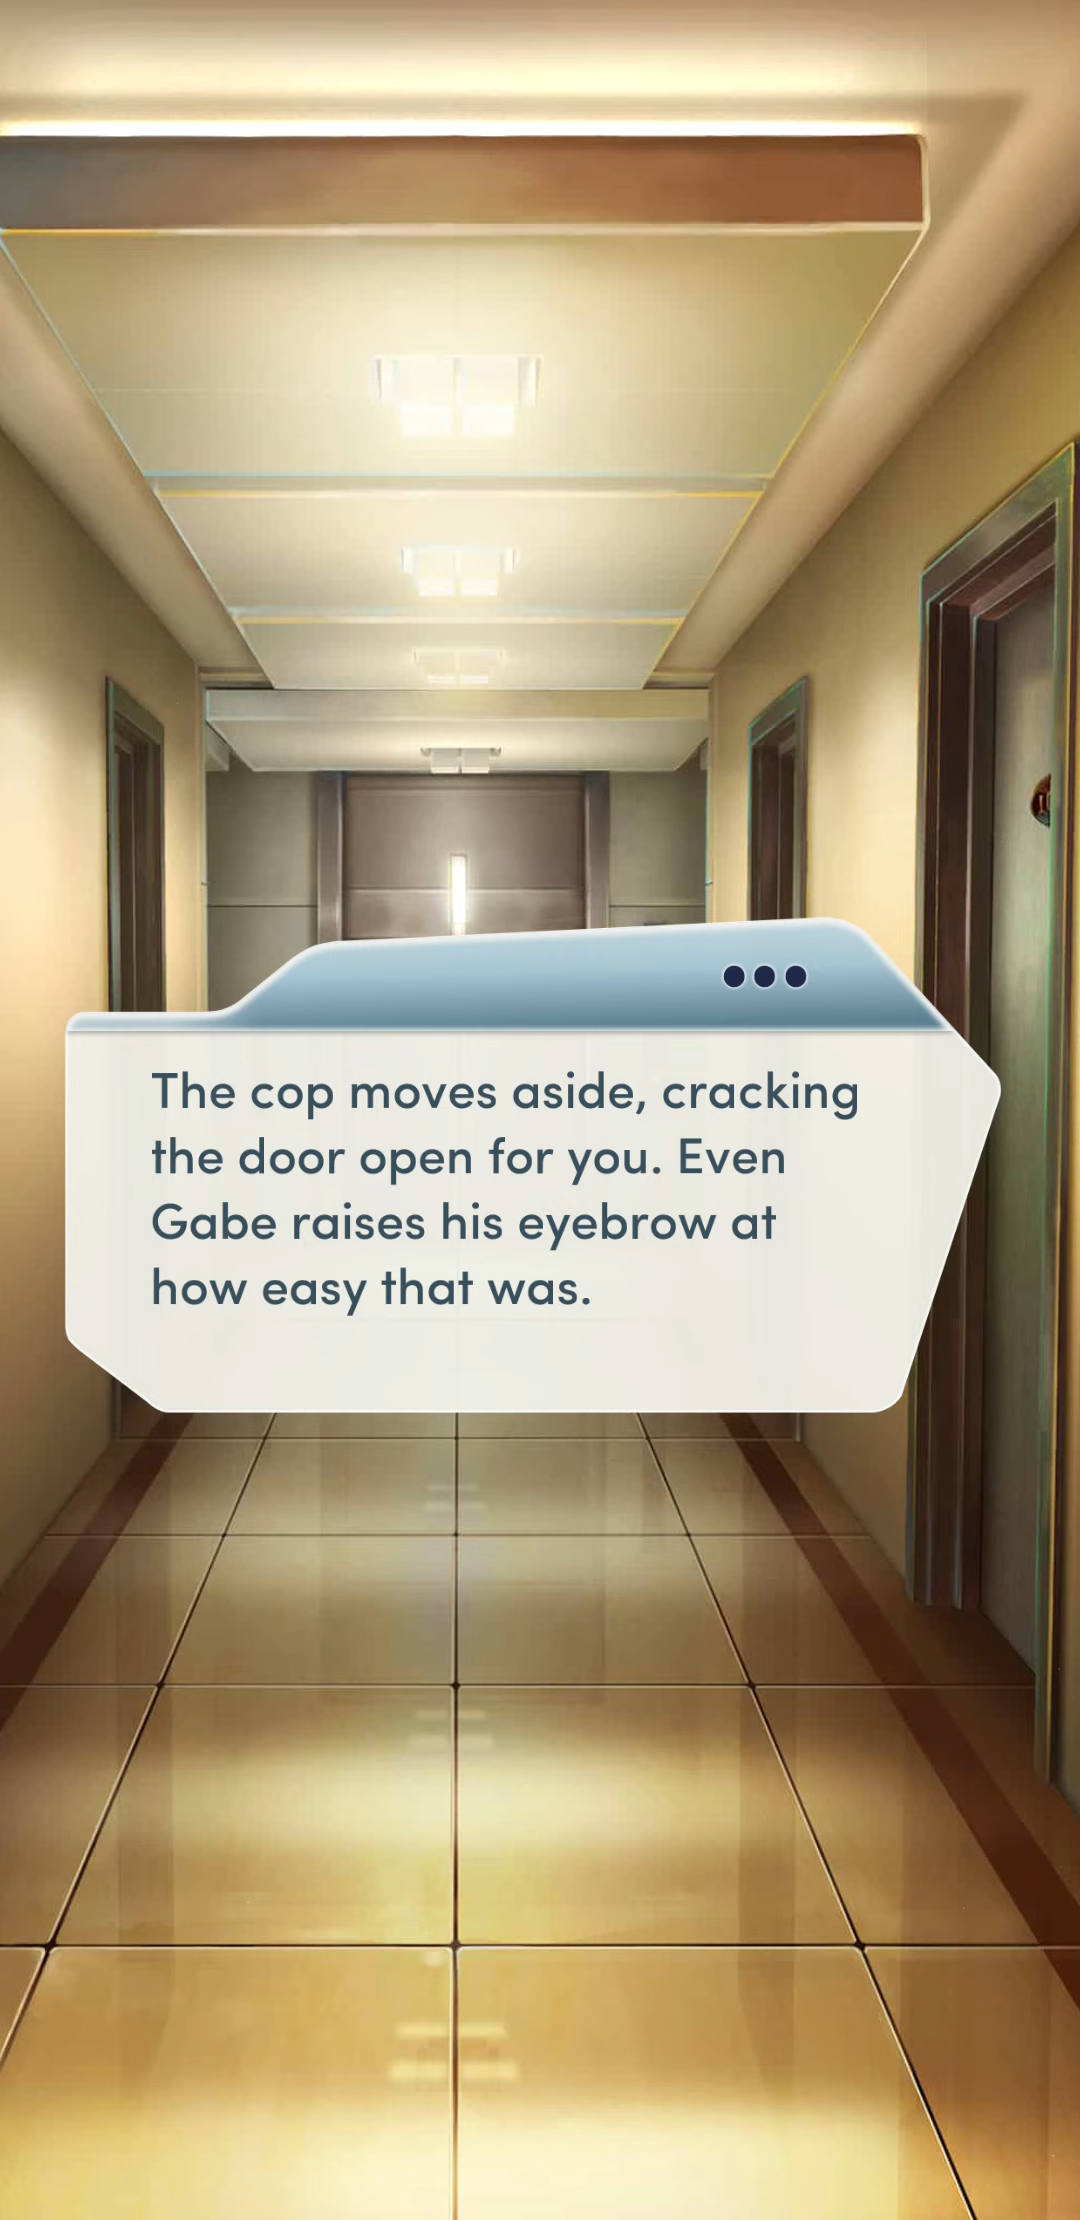 The cop moves aside, cracking
the door open for you. Even
Gabe raises his eyebrow at
how easy that was.